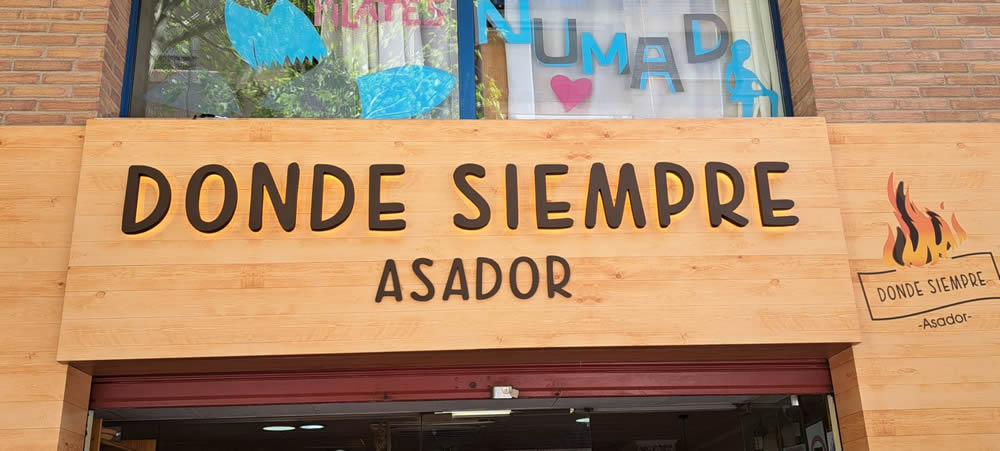 PILATES
NUMAD
DONDE SIEMPRE
ASADOR
DONDE SIEMPRE
-Asador-